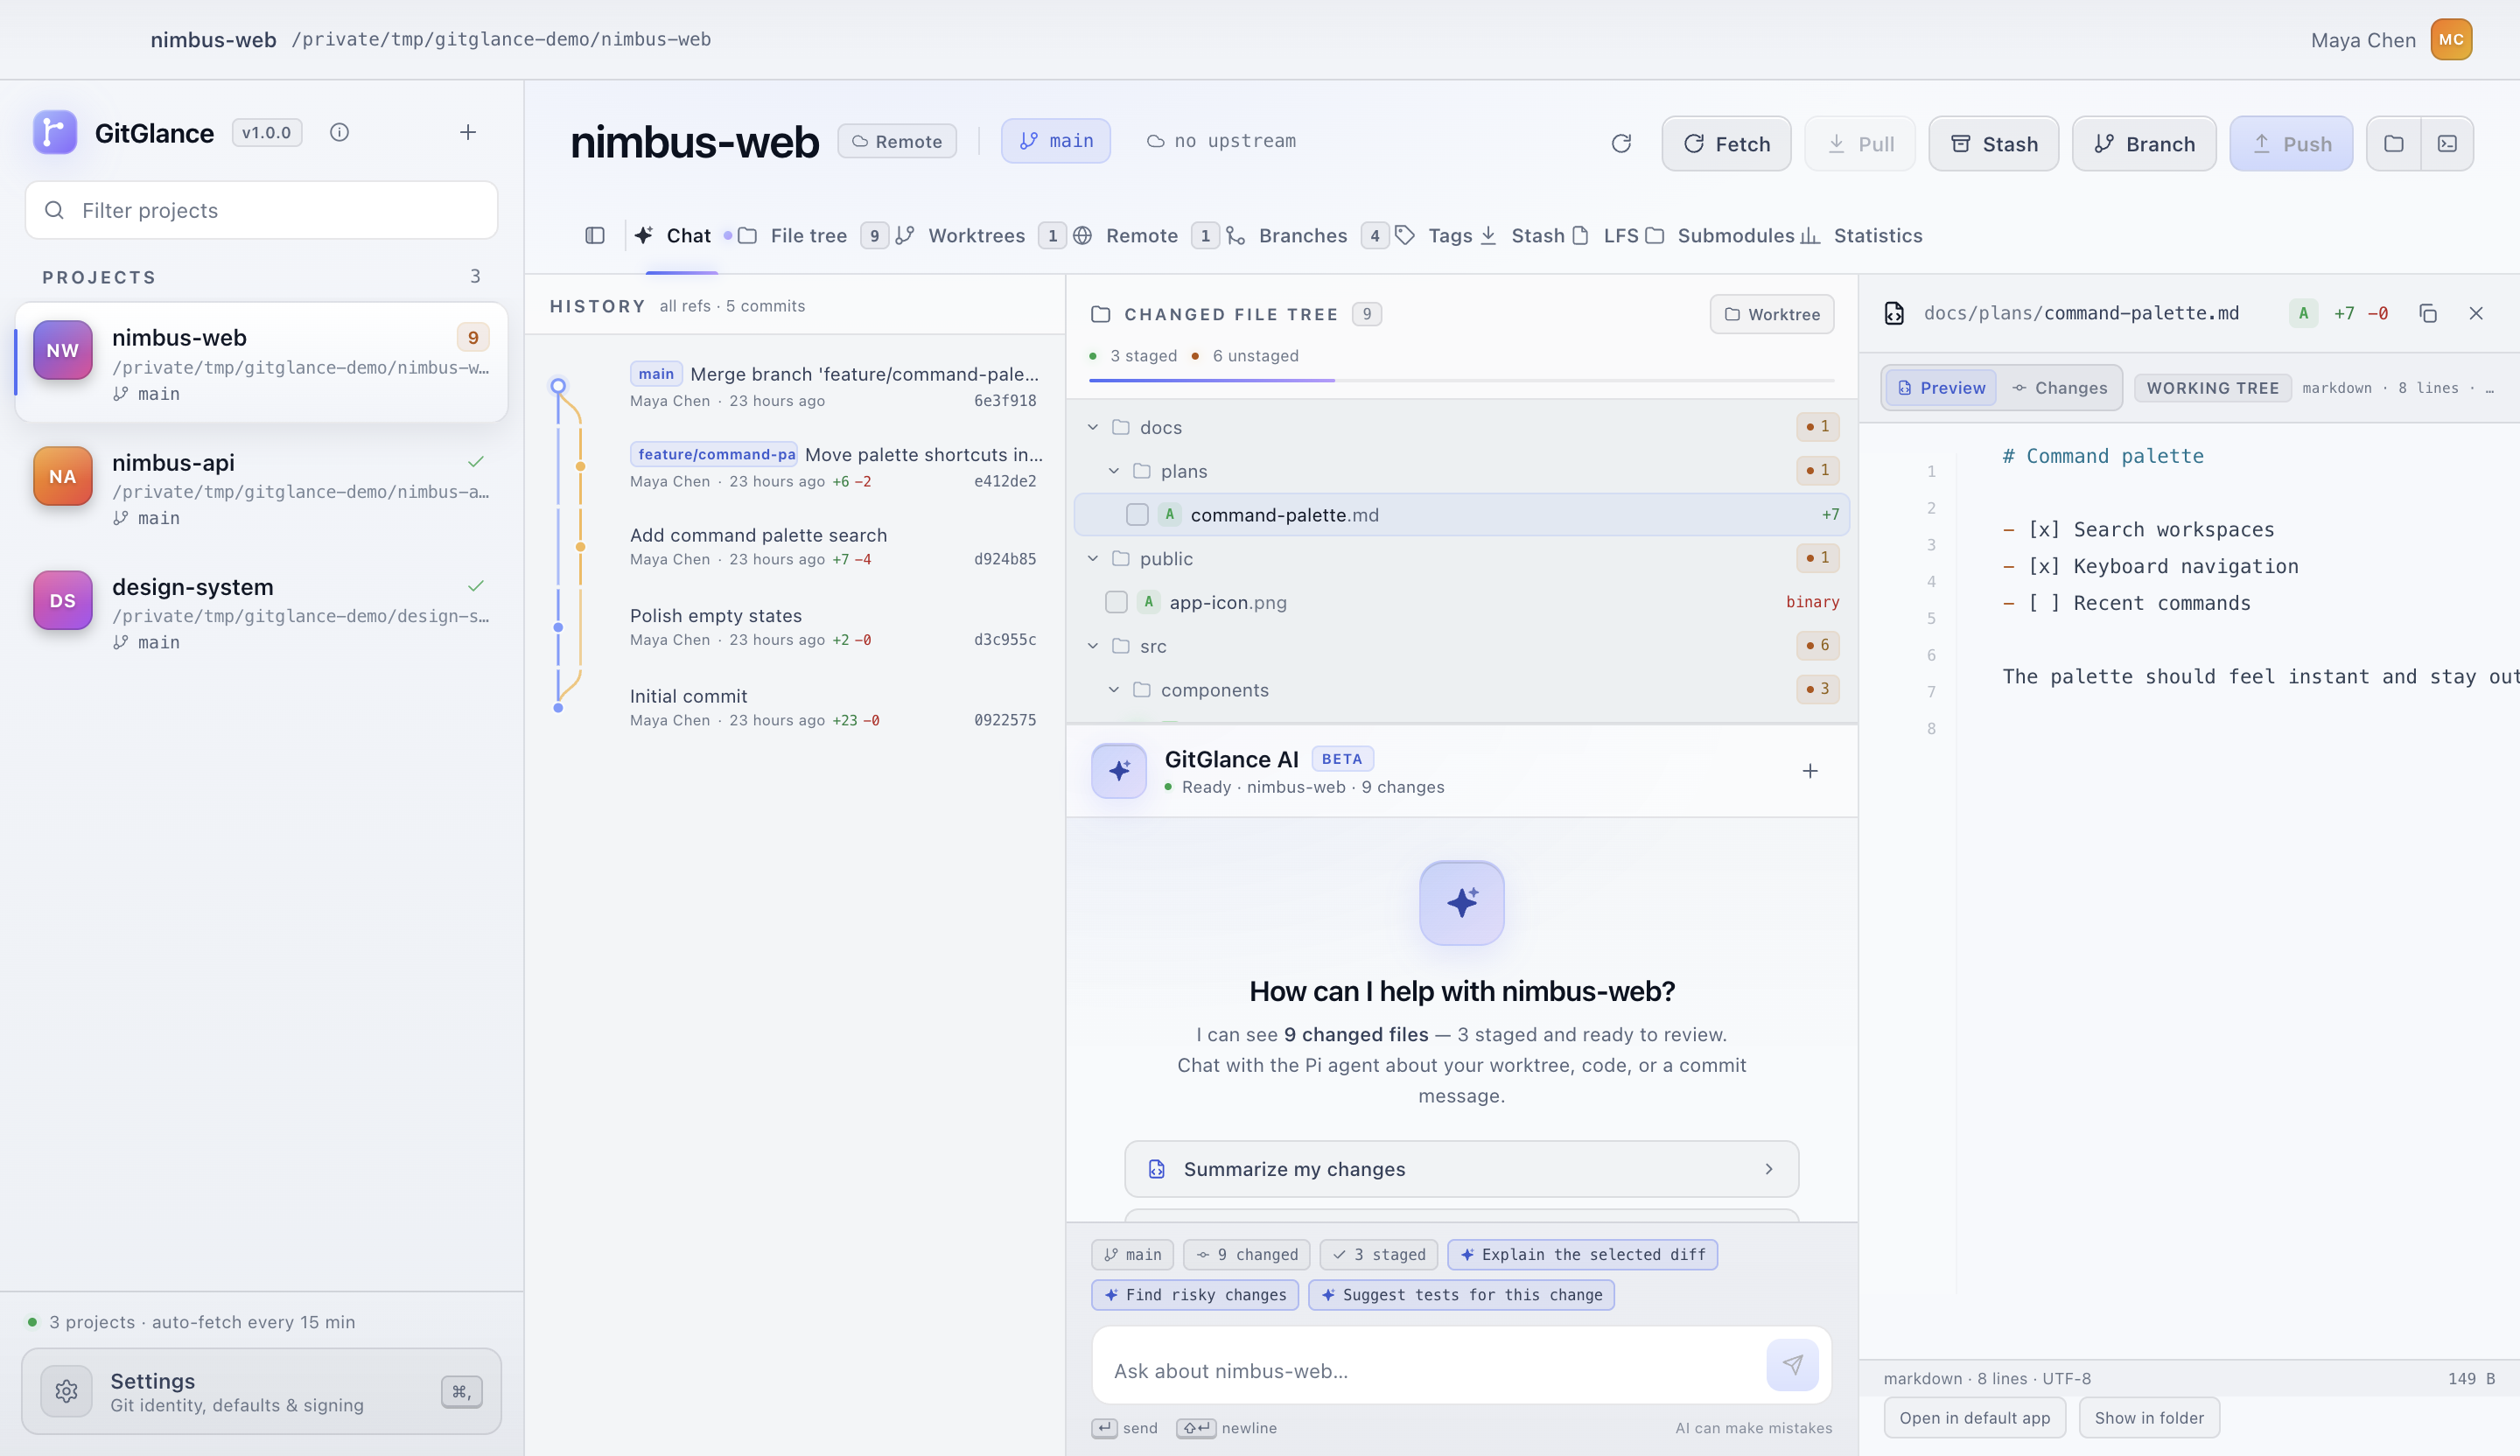 nimbus-web /private/tmp/gitglance-demo/nimbus-web
Maya Chen MC
GitGlance v1.0.0
Filter projects
PROJECTS 3
NW nimbus-web 9
/private/tmp/gitglance-demo/nimbus-w…
main
NA nimbus-api
/private/tmp/gitglance-demo/nimbus-a…
main
DS design-system
/private/tmp/gitglance-demo/design-s…
main
3 projects · auto-fetch every 15 min
Settings
Git identity, defaults & signing
⌘,
nimbus-web Remote main no upstream
Fetch Pull Stash Branch Push
Chat File tree 9 Worktrees 1 Remote 1 Branches 4 Tags Stash LFS Submodules Statistics
HISTORY all refs · 5 commits
main Merge branch 'feature/command-pale…
Maya Chen · 23 hours ago 6e3f918
feature/command-pa Move palette shortcuts in…
Maya Chen · 23 hours ago +6 −2 e412de2
Add command palette search
Maya Chen · 23 hours ago +7 −4 d924b85
Polish empty states
Maya Chen · 23 hours ago +2 −0 d3c955c
Initial commit
Maya Chen · 23 hours ago +23 −0 0922575
CHANGED FILE TREE 9 Worktree
3 staged 6 unstaged
docs 1
plans 1
A command-palette.md +7
public 1
A app-icon.png binary
src 6
components 3
GitGlance AI BETA
Ready · nimbus-web · 9 changes
How can I help with nimbus-web?
I can see 9 changed files — 3 staged and ready to review.
Chat with the Pi agent about your worktree, code, or a commit
message.
Summarize my changes
main 9 changed 3 staged Explain the selected diff
Find risky changes Suggest tests for this change
Ask about nimbus-web...
send newline AI can make mistakes
docs/plans/command-palette.md A +7 −0
Preview Changes WORKING TREE markdown · 8 lines · …
1 # Command palette
2
3 - [x] Search workspaces
4 - [x] Keyboard navigation
5 - [ ] Recent commands
6
7 The palette should feel instant and stay out
8
markdown · 8 lines · UTF-8 149 B
Open in default app Show in folder